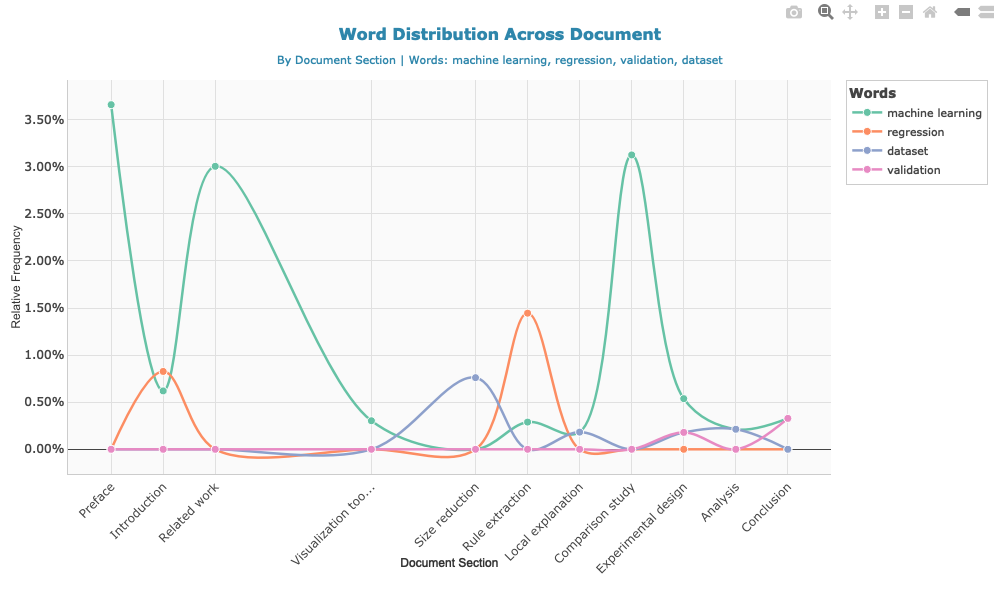 Word Distribution Across Document
By Document Section | Words: machine learning, regression, validation, dataset
Words
machine learning
regression
dataset
validation
3.50%
3.00%
2.50%
2.00%
1.50%
1.00%
0.50%
0.00%
Relative Frequency
Preface
Introduction
Related work
Visualization too...
Size reduction
Rule extraction
Local explanation
Comparison study
Experimental design
Analysis
Conclusion
Document Section